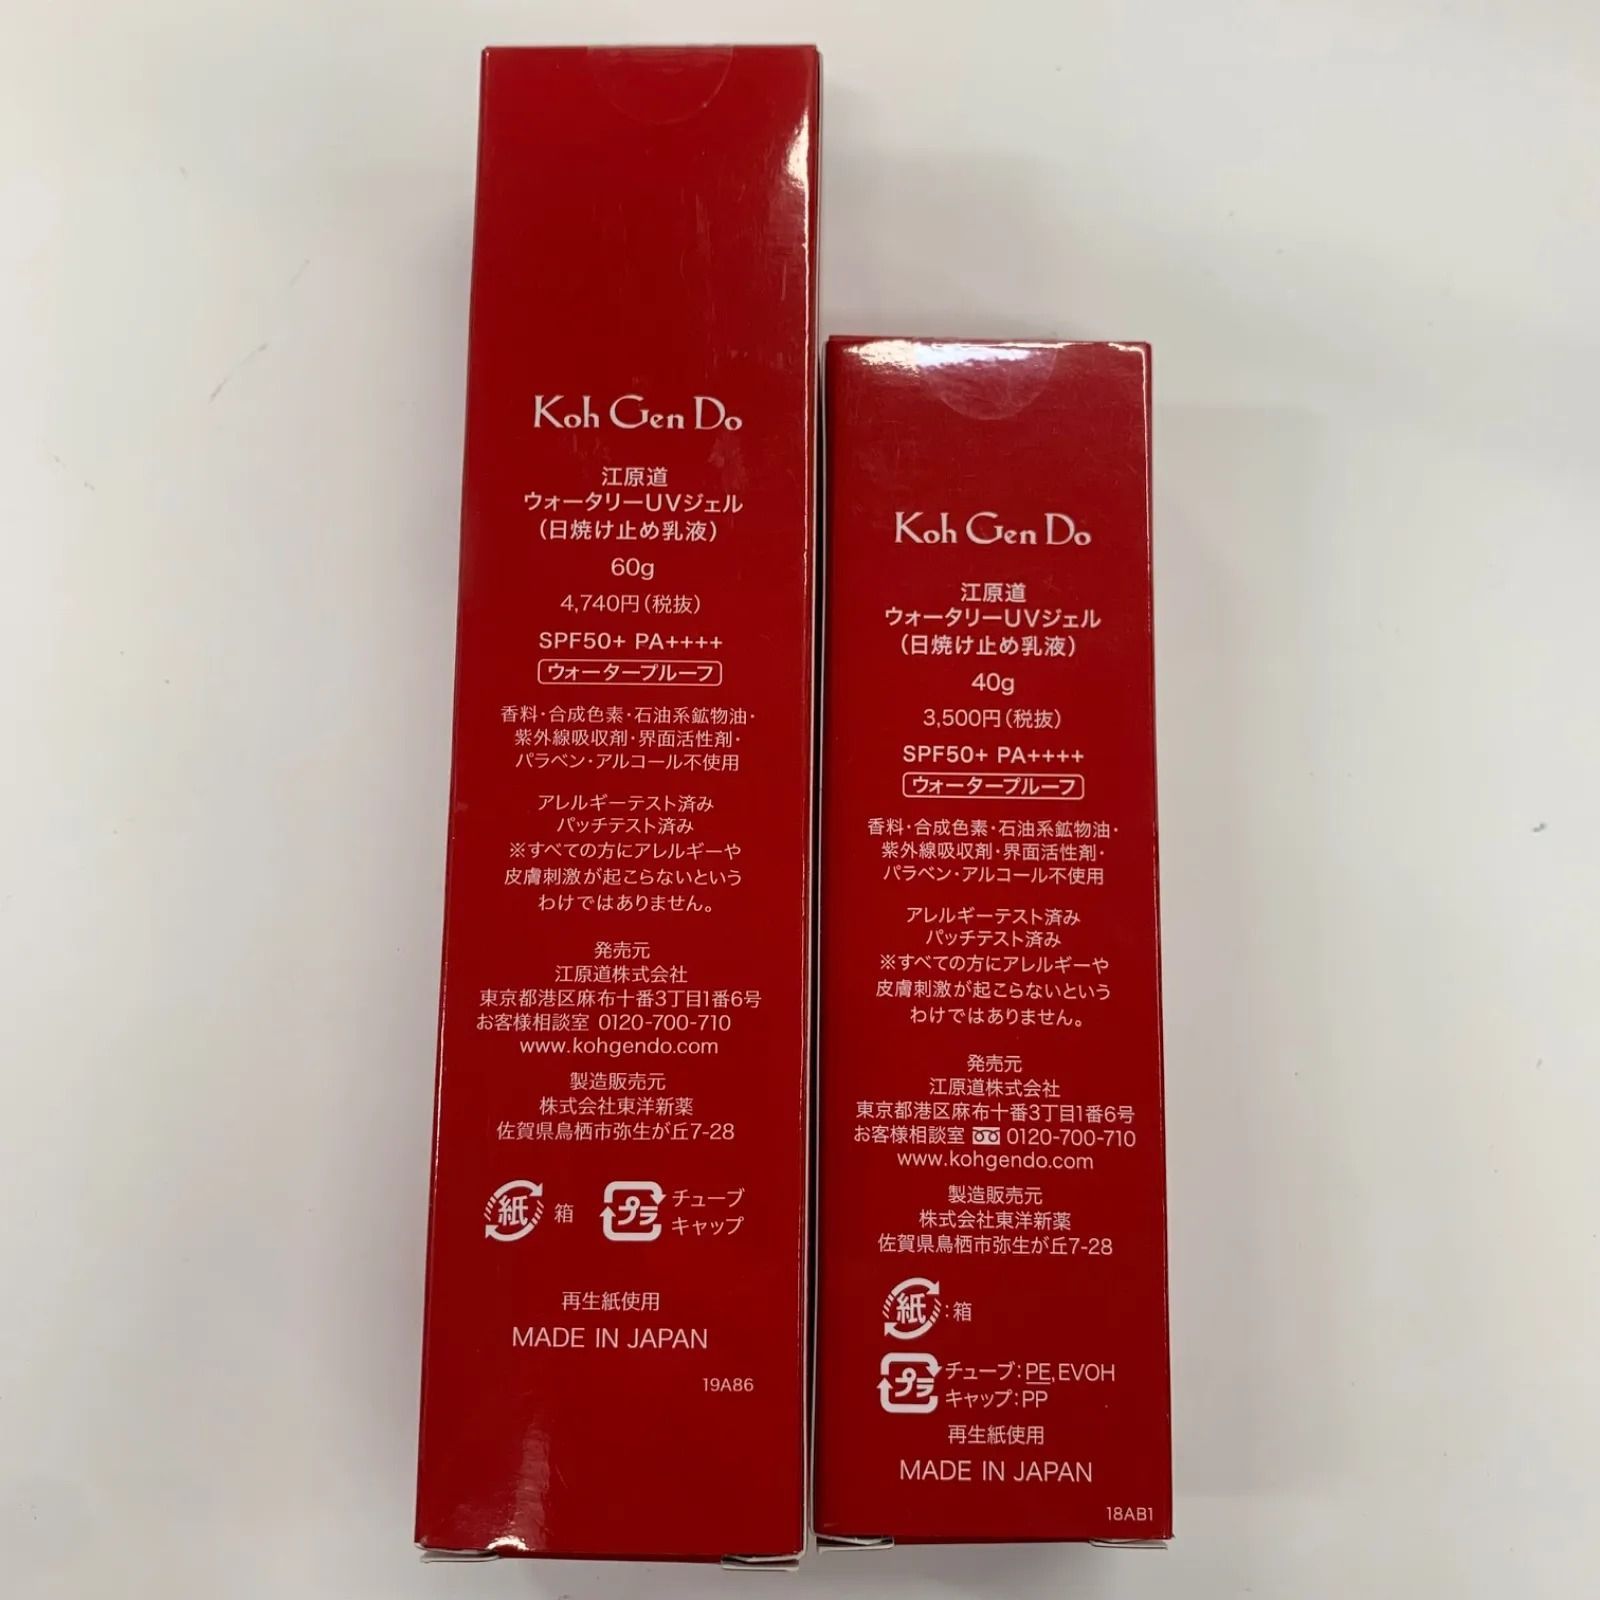 Koh Gen Do
江原道
ウォータリーUVジェル
（日焼け止め乳液）
60g
4,740円（税抜）
SPF50+ PA++++
ウォータープルーフ
香料・合成色素・石油系鉱物油・
紫外線吸収剤・界面活性剤・
パラベン・アルコール不使用
アレルギーテスト済み
パッチテスト済み
※すべての方にアレルギーや
皮膚刺激が起こらないという
わけではありません。
発売元
江原道株式会社
東京都港区麻布十番3丁目1番6号
お客様相談室 0120-700-710
www.kohgendo.com
製造販売元
株式会社東洋新薬
佐賀県鳥栖市弥生が丘7-28
紙 箱
プラ チューブ
キャップ
再生紙使用
MADE IN JAPAN
19A86
Koh Gen Do
江原道
ウォータリーUVジェル
（日焼け止め乳液）
40g
3,500円（税抜）
SPF50+ PA++++
ウォータープルーフ
香料・合成色素・石油系鉱物油・
紫外線吸収剤・界面活性剤・
パラベン・アルコール不使用
アレルギーテスト済み
パッチテスト済み
※すべての方にアレルギーや
皮膚刺激が起こらないという
わけではありません。
発売元
江原道株式会社
東京都港区麻布十番3丁目1番6号
お客様相談室 0120-700-710
www.kohgendo.com
製造販売元
株式会社東洋新薬
佐賀県鳥栖市弥生が丘7-28
紙 :箱
プラ チューブ:PE,EVOH
キャップ:PP
再生紙使用
MADE IN JAPAN
18AB1